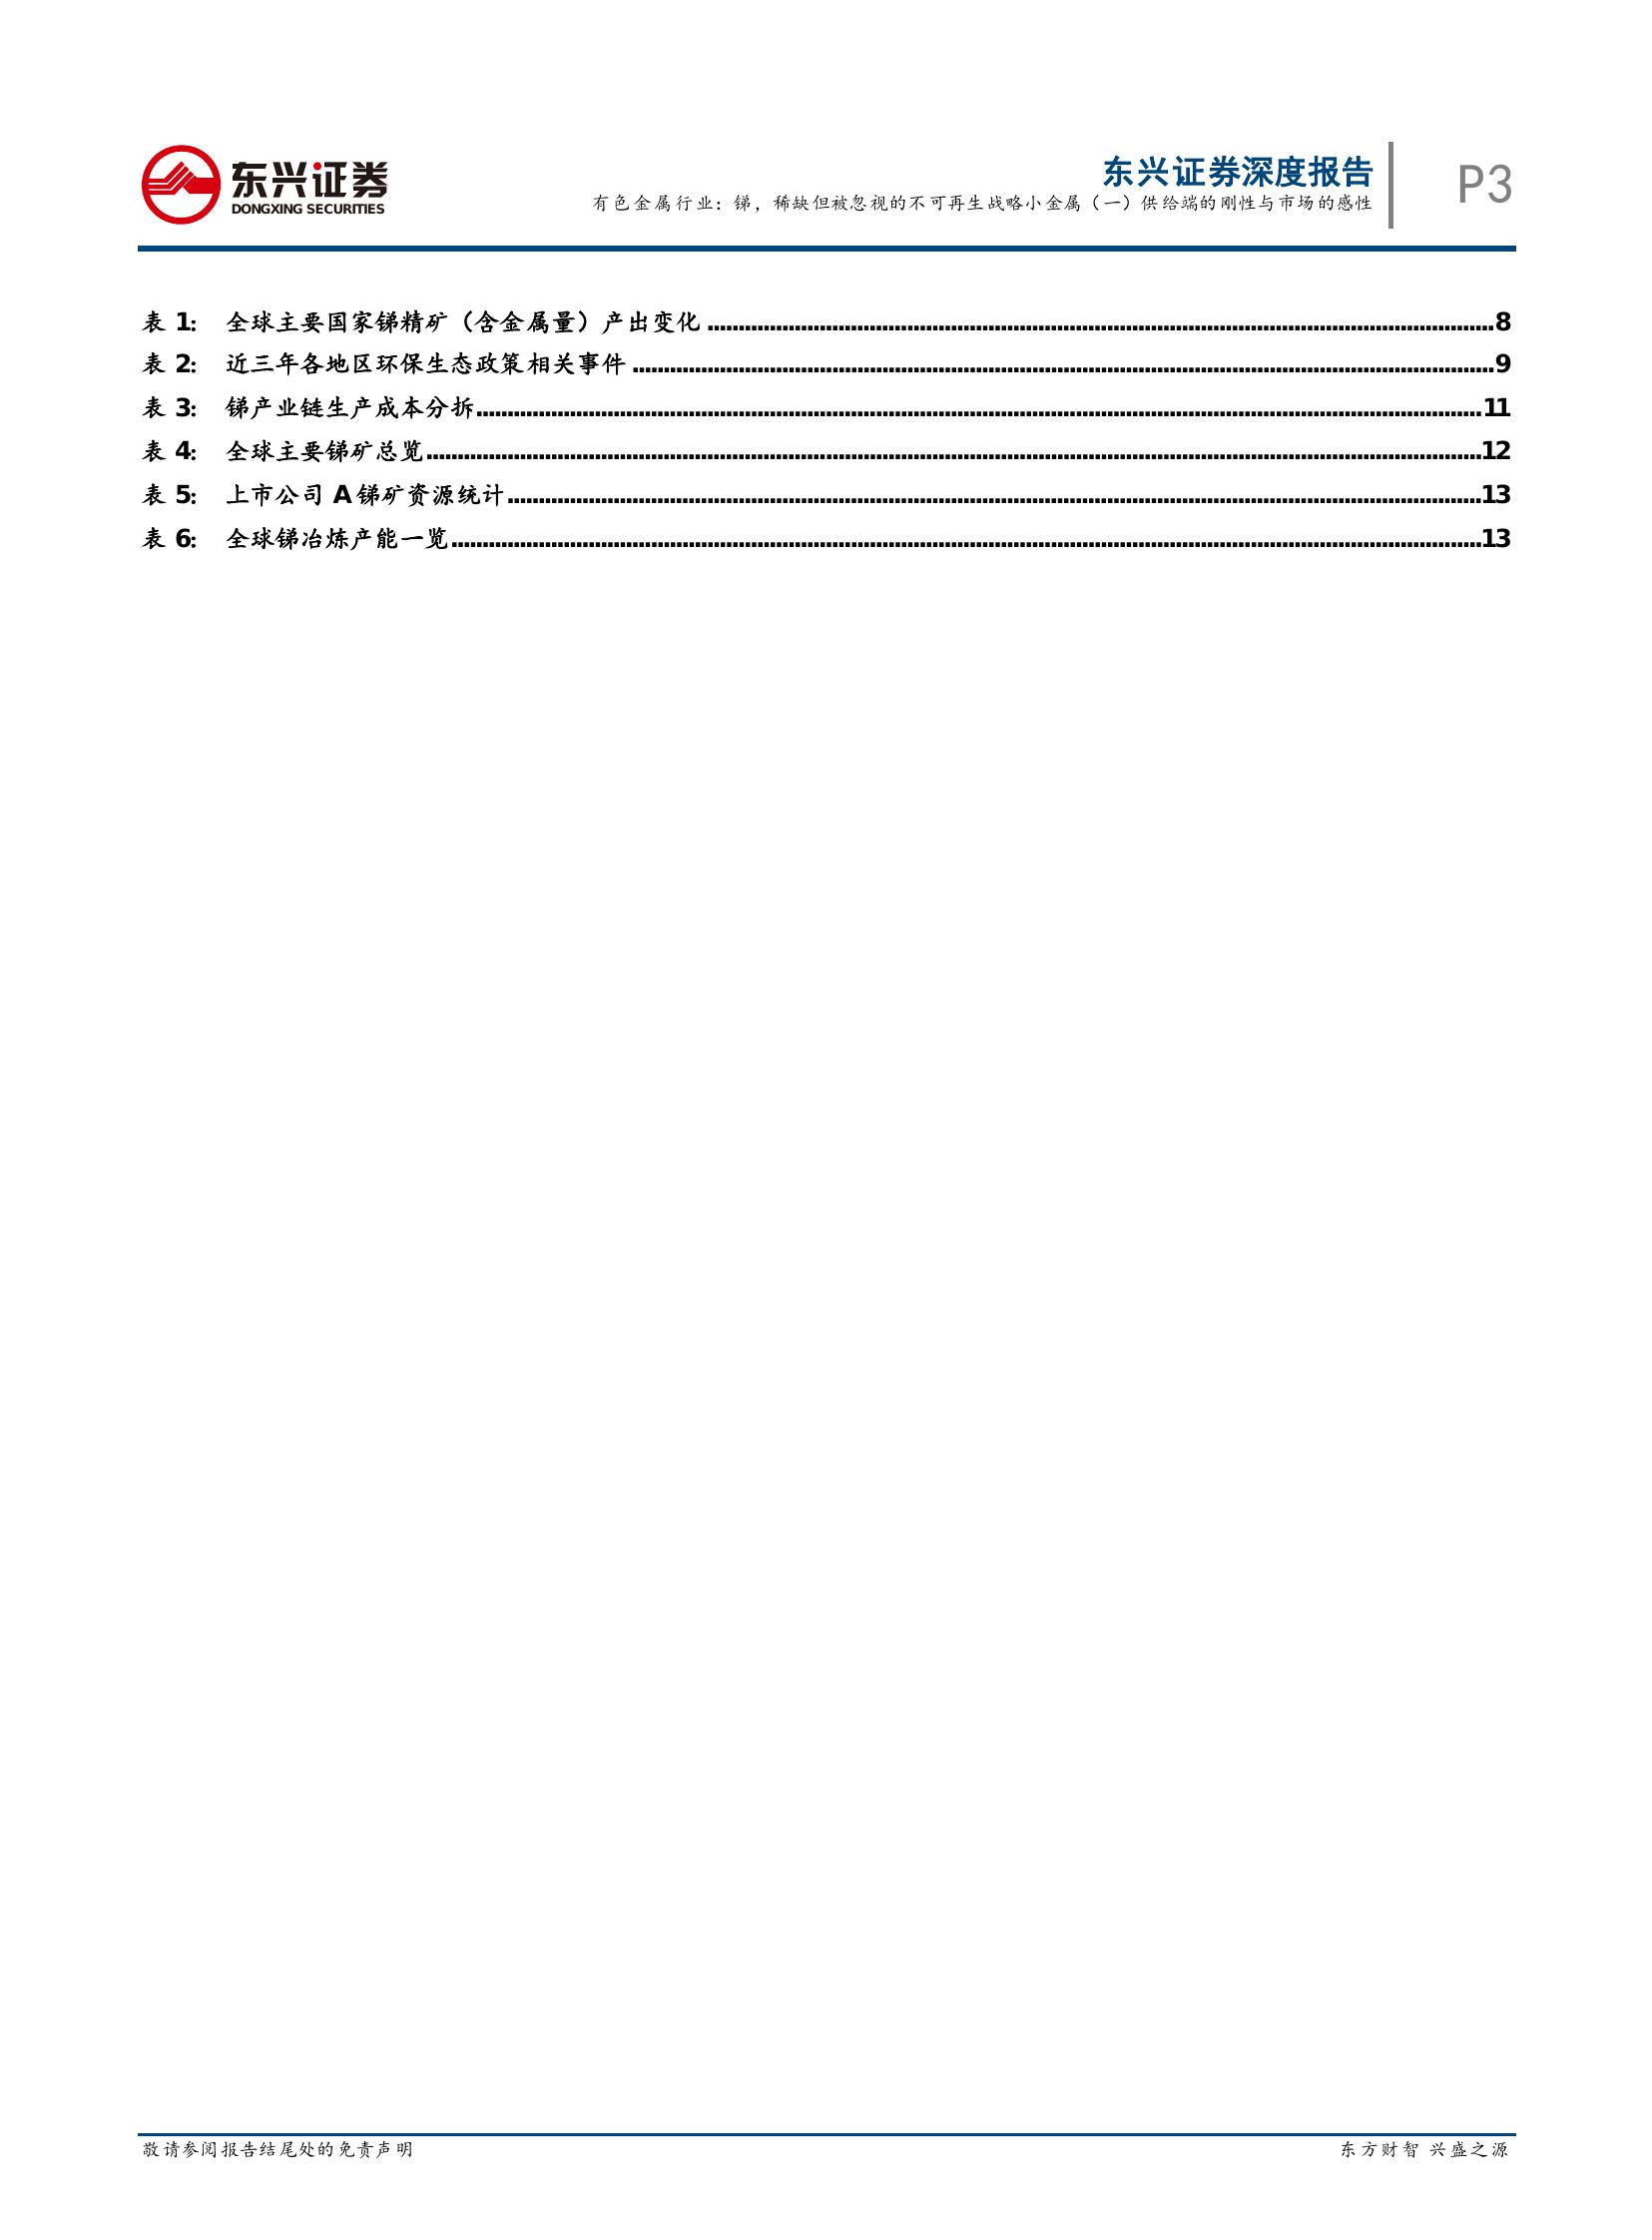 东兴证券
DONGXING SECURITIES
东兴证券深度报告
有色金属行业：锑，稀缺但被忽视的不可再生战略小金属（一）供给端的刚性与市场的感性
P3
表 1: 全球主要国家锑精矿（含金属量）产出变化 ........ 8
表 2: 近三年各地区环保生态政策相关事件 ........ 9
表 3: 锑产业链生产成本分拆 ........ 11
表 4: 全球主要锑矿总览 ........ 12
表 5: 上市公司 A 锑矿资源统计 ........ 13
表 6: 全球锑冶炼产能一览 ........ 13
敬请参阅报告结尾处的免责声明
东方财智 兴盛之源